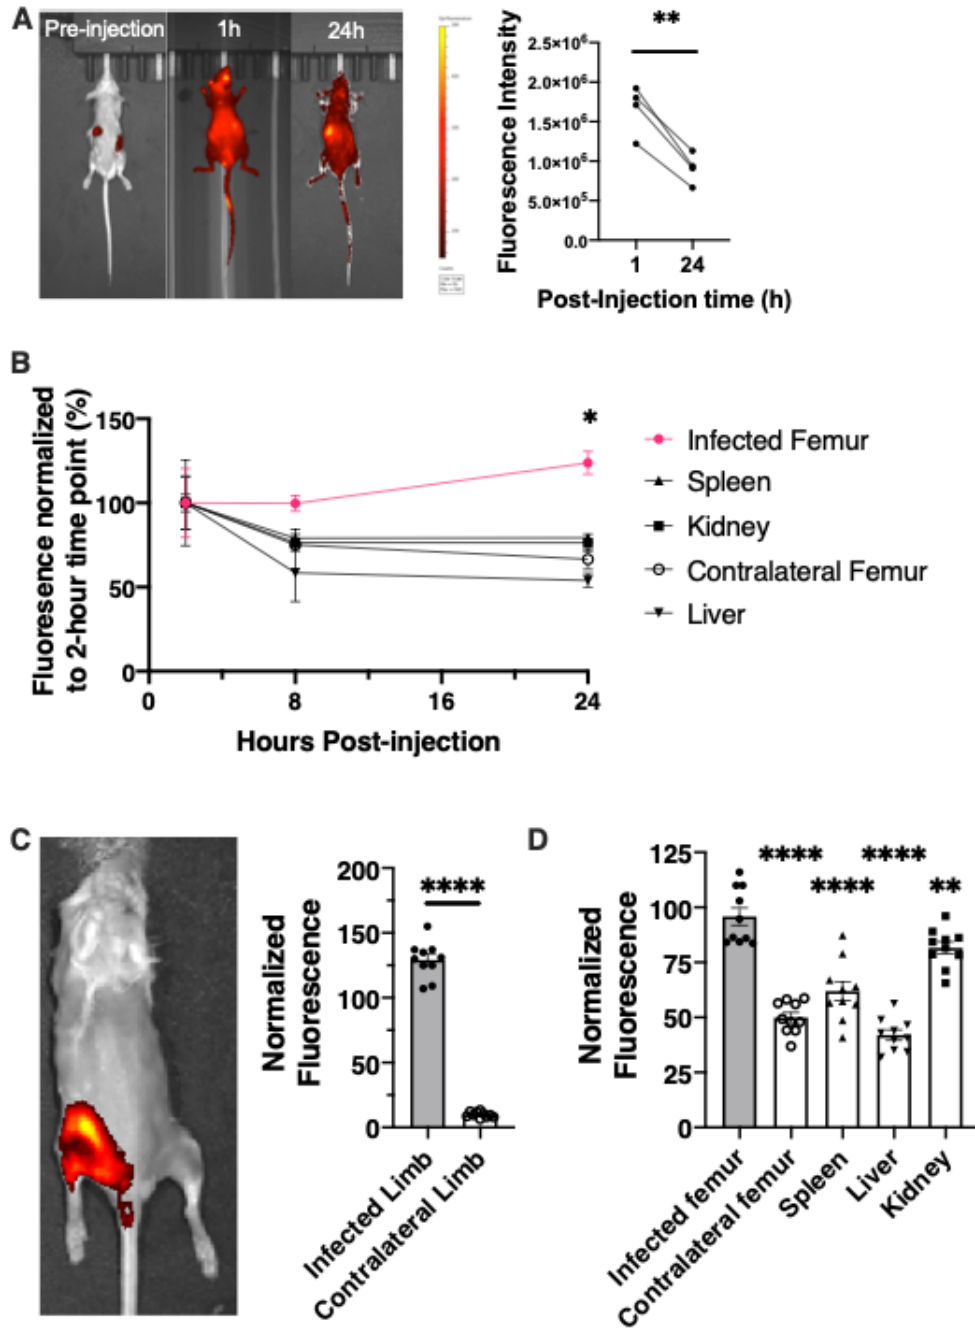 A
Pre-injection 1h 24h
**
Fluorescence Intensity
2.5×10⁶
2.0×10⁶
1.5×10⁶
1.0×10⁶
5.0×10⁵
0.0
1 24
Post-Injection time (h)
B
Fluoresence normalized
to 2-hour time point (%)
150
100
50
0
*
0 8 16 24
Hours Post-injection
Infected Femur
Spleen
Kidney
Contralateral Femur
Liver
C
Normalized
Fluorescence
200
150
100
50
0
****
Infected Limb
Contralateral Limb
D
Normalized
Fluorescence
125
100
75
50
25
0
**** ****
**** **
Infected femur
Contralateral femur
Spleen
Liver
Kidney